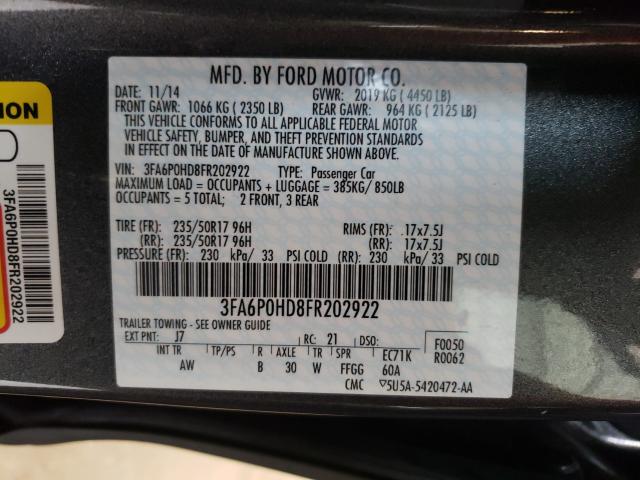 MFD. BY FORD MOTOR CO.
DATE: 11/14 GVWR: 2019 KG ( 4450 LB)
FRONT GAWR: 1066 KG ( 2350 LB) REAR GAWR: 964 KG ( 2125 LB)
THIS VEHICLE CONFORMS TO ALL APPLICABLE FEDERAL MOTOR
VEHICLE SAFETY, BUMPER, AND THEFT PREVENTION STANDARDS
IN EFFECT ON THE DATE OF MANUFACTURE SHOWN ABOVE.
VIN: 3FA6P0HD8FR202922 TYPE: Passenger Car
MAXIMUM LOAD = OCCUPANTS + LUGGAGE = 385KG/ 850LB
OCCUPANTS = 5 TOTAL; 2 FRONT, 3 REAR
TIRE (FR): 235/50R17 96H RIMS (FR): .17x7.5J
(RR): 235/50R17 96H (RR): 17x7.5J
PRESSURE (FR): 230 kPa/ 33 PSI COLD (RR): 230 kPa/ 33 PSI COLD
3FA6P0HD8FR202922
TRAILER TOWING - SEE OWNER GUIDE
EXT PNT: J7 RC: 21 DSO: F0050
INT TR TP/PS R AXLE TR SPR EC71K R0062
AW B 30 W FFGG 60A
CMC ▽5U5A-5420472-AA
ION
3FA6P0HD8FR202922